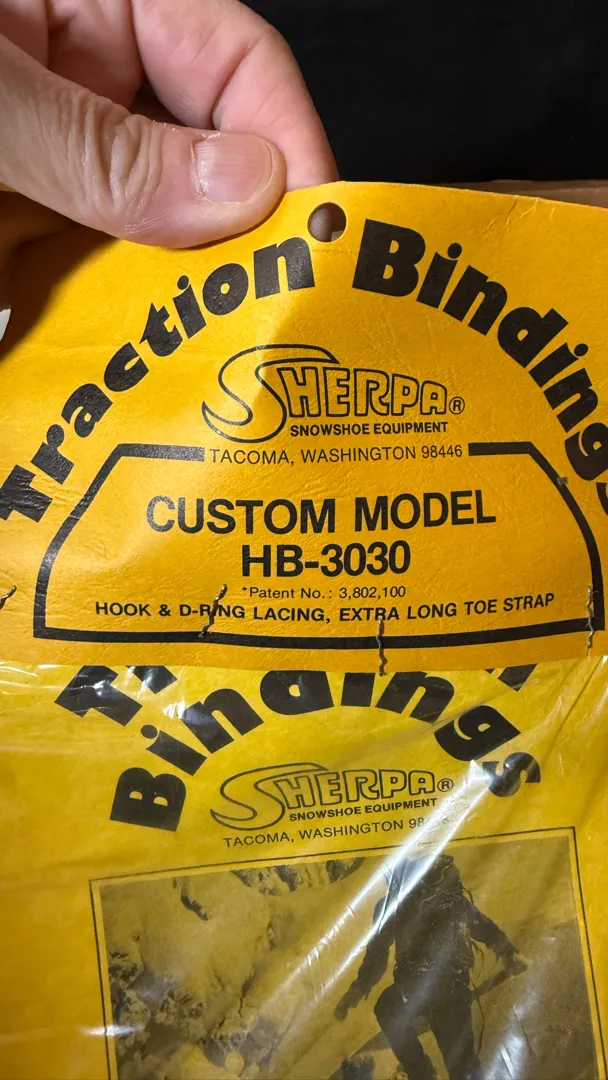 Traction Bindings
SHERPA®
SNOWSHOE EQUIPMENT
TACOMA, WASHINGTON 98446
CUSTOM MODEL
HB-3030
*Patent No.: 3,802,100
HOOK & D-RING LACING, EXTRA LONG TOE STRAP
Bindings
SHERPA®
SNOWSHOE EQUIPMENT
TACOMA, WASHINGTON